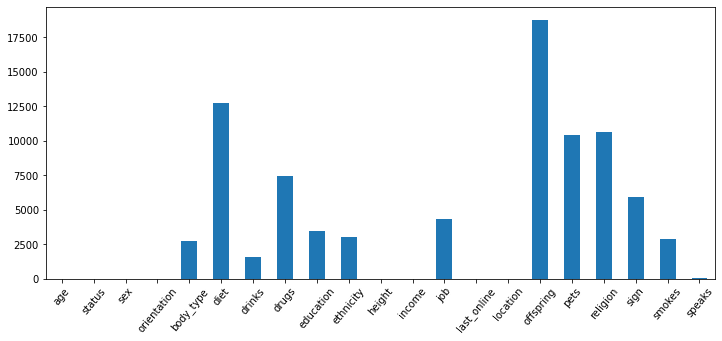 17500
15000
12500
10000
7500
5000
2500
0
age
status
sex
orientation
body_type
diet
drinks
drugs
education
ethnicity
height
income
job
last_online
location
offspring
pets
religion
sign
smokes
speaks